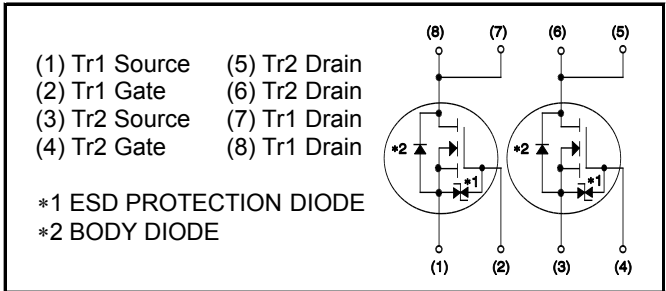 (1) Tr1 Source (5) Tr2 Drain
(2) Tr1 Gate (6) Tr2 Drain
(3) Tr2 Source (7) Tr1 Drain
(4) Tr2 Gate (8) Tr1 Drain
∗1 ESD PROTECTION DIODE
∗2 BODY DIODE
(8) (7) (6) (5)
∗2 ∗1 ∗2 ∗1
(1) (2) (3) (4)